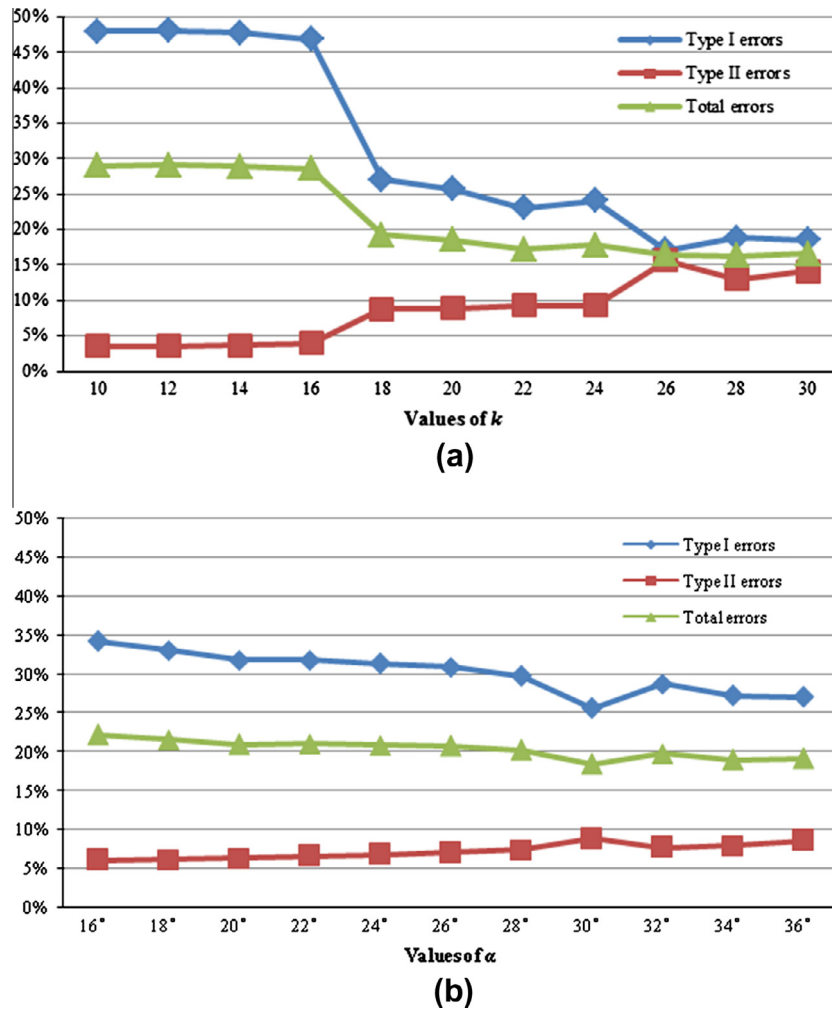 50%
45%
40%
35%
30%
25%
20%
15%
10%
5%
0%
Type I errors
Type II errors
Total errors
10 12 14 16 18 20 22 24 26 28 30
Values of k
(a)
50%
45%
40%
35%
30%
25%
20%
15%
10%
5%
0%
Type I errors
Type II errors
Total errors
16° 18° 20° 22° 24° 26° 28° 30° 32° 34° 36°
Values of α
(b)